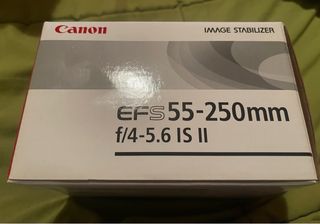 Canon
IMAGE STABILIZER
EFS 55-250mm
f/4-5.6 IS II